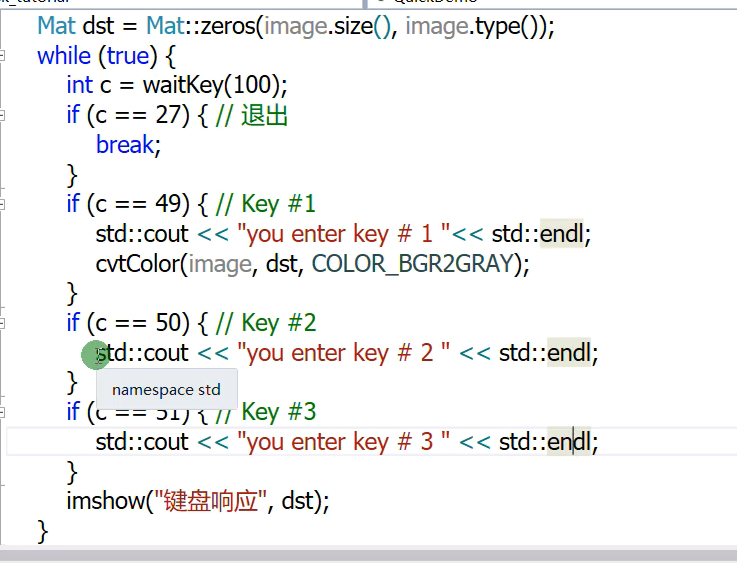 Mat dst = Mat::zeros(image.size(), image.type());
while (true) {
int c = waitKey(100);
if (c == 27) { // 退出
break;
}
if (c == 49) { // Key #1
std::cout << "you enter key # 1 "<< std::endl;
cvtColor(image, dst, COLOR_BGR2GRAY);
}
if (c == 50) { // Key #2
std::cout << "you enter key # 2 " << std::endl;
}
namespace std
if (c == 51) { // Key #3
std::cout << "you enter key # 3 " << std::endl;
}
imshow("键盘响应", dst);
}